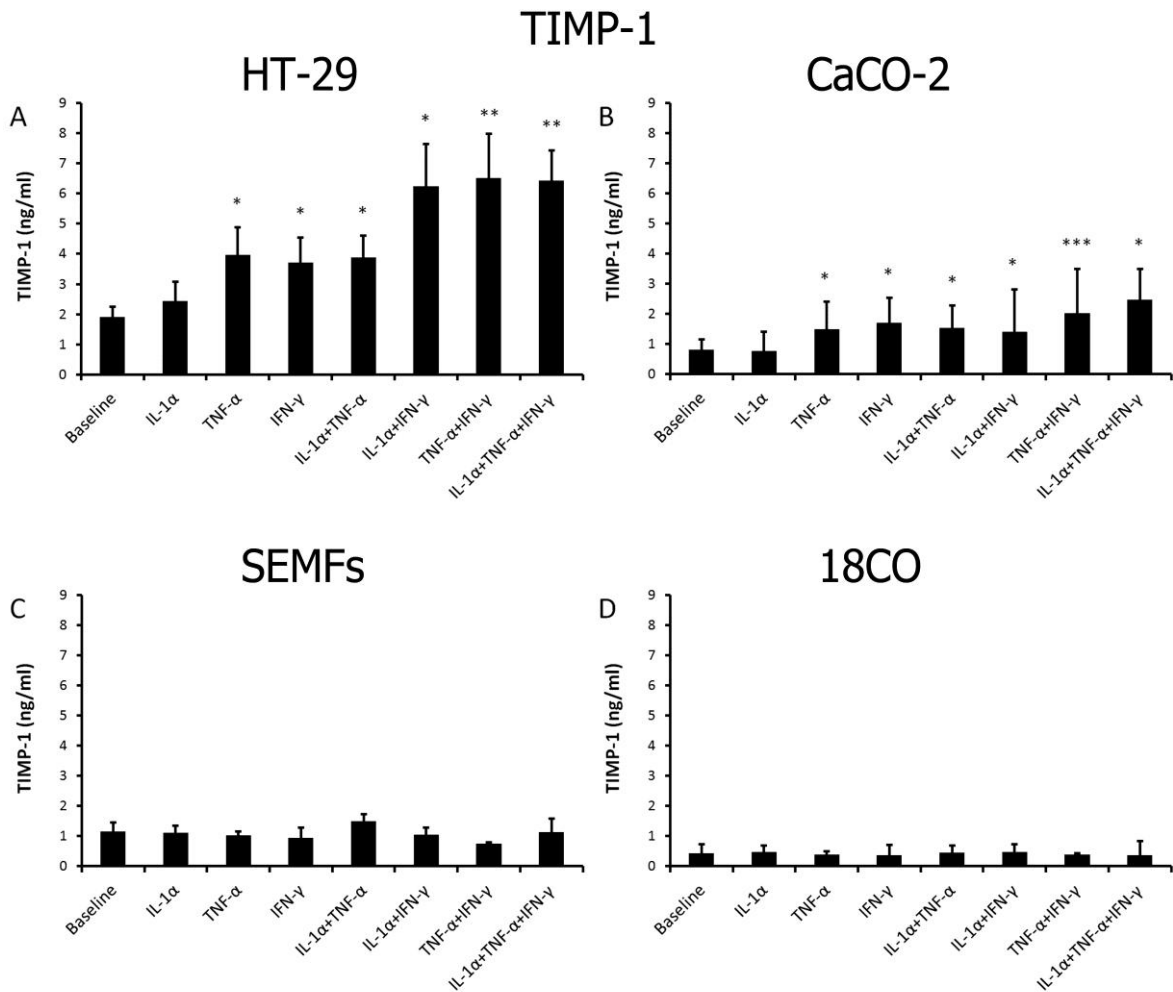 TIMP-1
HT-29
A
TIMP-1 (ng/ml)
9
8
7
6
5
4
3
2
1
0
*
*
*
*
**
**
Baseline
IL-1α
TNF-α
IFN-γ
IL-1α+TNF-α
IL-1α+IFN-γ
TNF-α+IFN-γ
IL-1α+TNF-α+IFN-γ
CaCO-2
B
TIMP-1 (ng/ml)
9
8
7
6
5
4
3
2
1
0
*
*
*
*
***
*
Baseline
IL-1α
TNF-α
IFN-γ
IL-1α+TNF-α
IL-1α+IFN-γ
TNF-α+IFN-γ
IL-1α+TNF-α+IFN-γ
SEMFs
C
TIMP-1 (ng/ml)
9
8
7
6
5
4
3
2
1
0
Baseline
IL-1α
TNF-α
IFN-γ
IL-1α+TNF-α
IL-1α+IFN-γ
TNF-α+IFN-γ
IL-1α+TNF-α+IFN-γ
18CO
D
TIMP-1 (ng/ml)
9
8
7
6
5
4
3
2
1
0
Baseline
IL-1α
TNF-α
IFN-γ
IL-1α+TNF-α
IL-1α+IFN-γ
TNF-α+IFN-γ
IL-1α+TNF-α+IFN-γ